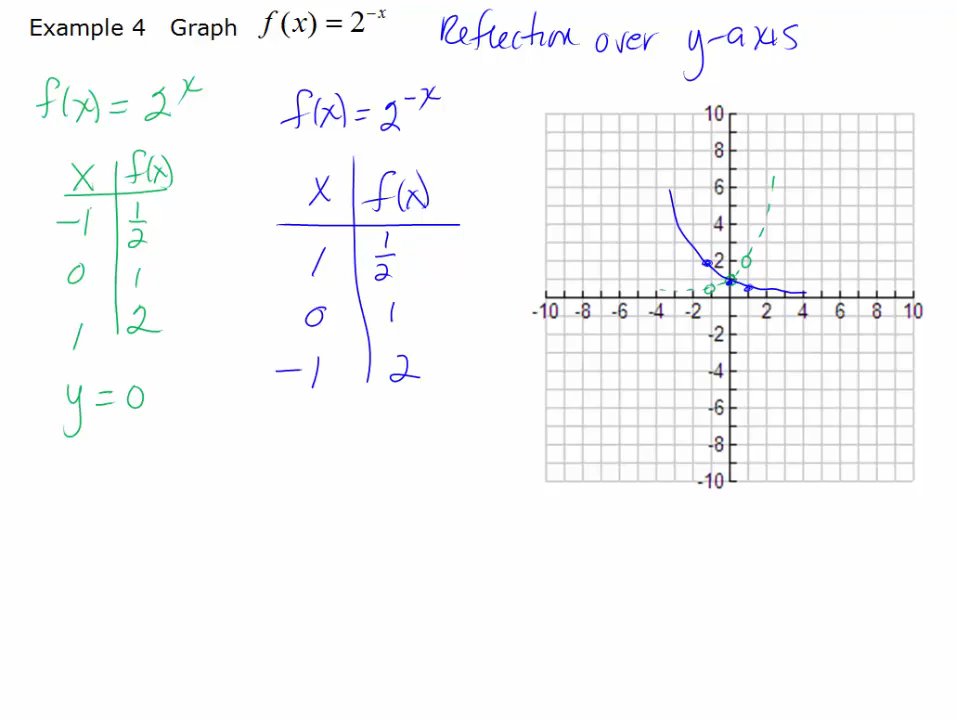 Example 4 Graph f(x) = 2^{-x} Reflection over y-axis
f(x) = 2^x
x f(x)
-1 1/2
0 1
1 2
y = 0
f(x) = 2^{-x}
x f(x)
1 1/2
0 1
-1 2
10
8
6
4
2
-10 -8 -6 -4 -2 2 4 6 8 10
-2
-4
-6
-8
-10